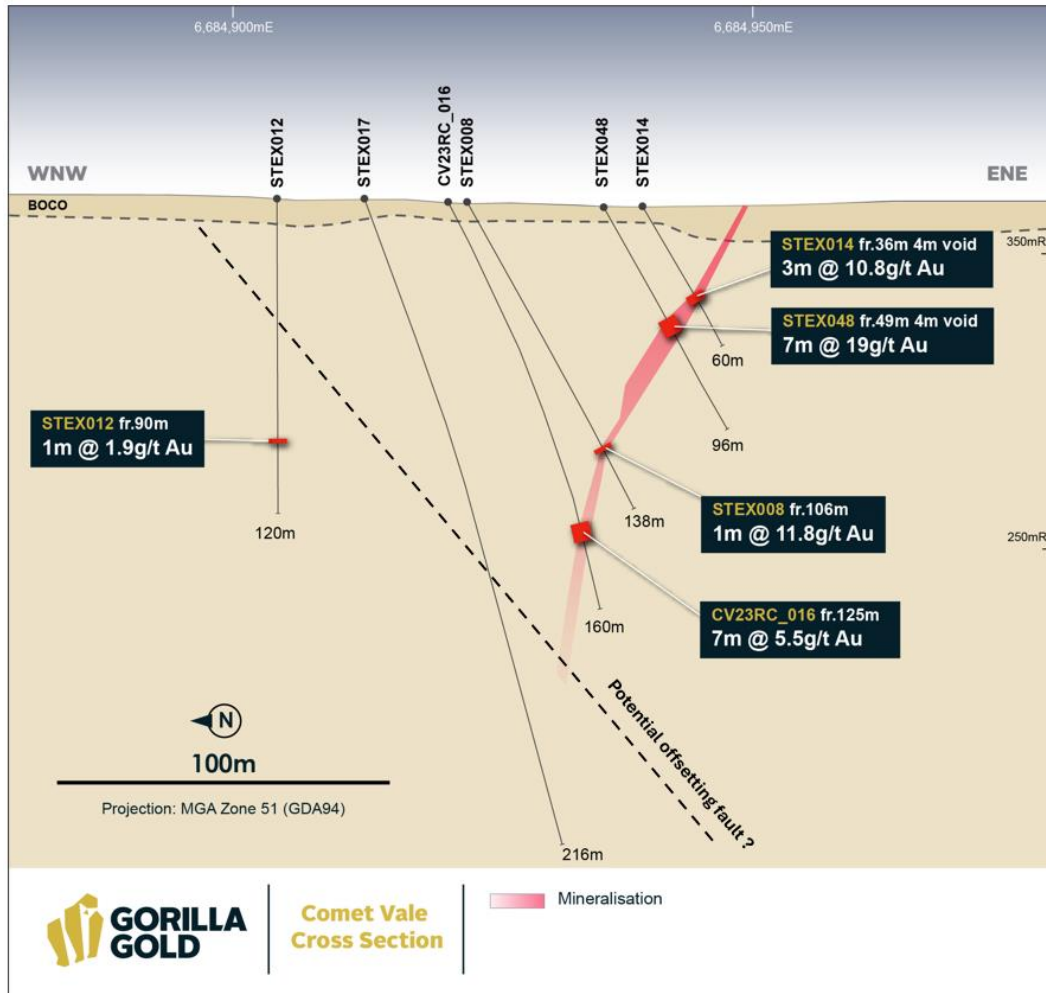 6,684,900mE
6,684,950mE
STEX012
STEX017
CV23RC_016
STEX008
STEX048
STEX014
WNW
ENE
BOCO
350mR
STEX014 fr.36m 4m void
3m @ 10.8g/t Au
STEX048 fr.49m 4m void
7m @ 19g/t Au
60m
96m
STEX012 fr.90m
1m @ 1.9g/t Au
120m
138m
STEX008 fr.106m
1m @ 11.8g/t Au
250mR
160m
CV23RC_016 fr.125m
7m @ 5.5g/t Au
Potential offsetting fault ?
N
100m
Projection: MGA Zone 51 (GDA94)
216m
GORILLA
GOLD
Comet Vale
Cross Section
Mineralisation